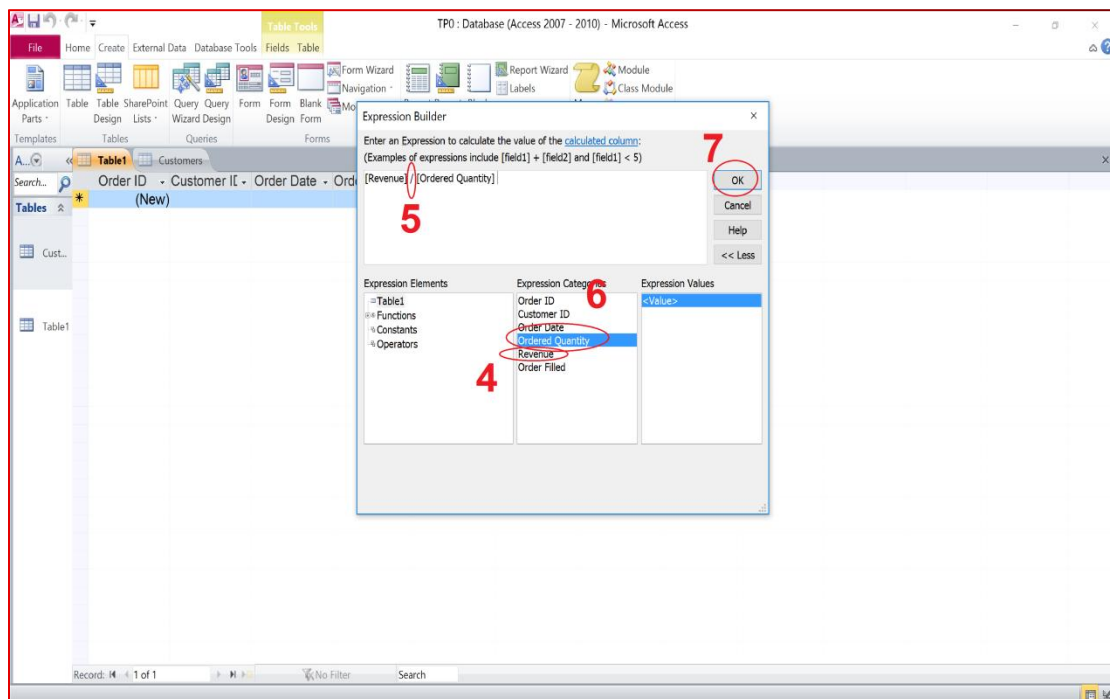 TP0 : Database (Access 2007 - 2010) - Microsoft Access
Table Tools
File Home Create External Data Database Tools Fields Table
Form Wizard Report Wizard Module
Navigation Labels Class Module
Application Parts Table Table Design SharePoint Lists Query Wizard Query Design Form Form Design Blank Form
Templates Tables Queries Forms
A... Table1 Customers
Search...
Tables
Cust...
Table1
Order ID Customer I Order Date Ord
(New)
Expression Builder
Enter an Expression to calculate the value of the calculated column:
(Examples of expressions include [field1] + [field2] and [field1] < 5)
7
[Revenue] / [Ordered Quantity]
5
OK
Cancel
Help
<< Less
Expression Elements Expression Categories Expression Values
6
Table1
Functions
Constants
Operators
Order ID
Customer ID
Order Date
Ordered Quantity
Revenue
Order Filled
4
<Value>
Record: 1 of 1 No Filter Search